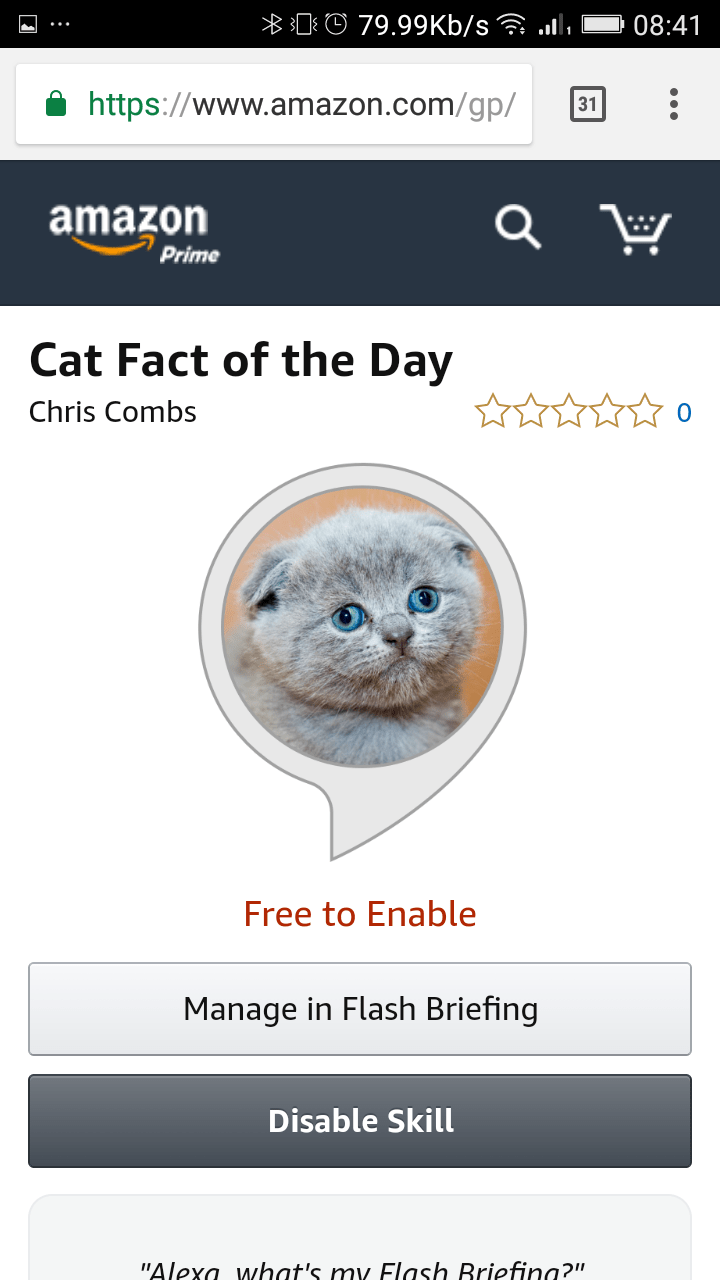 79.99Kb/s 1 08:41
https://www.amazon.com/gp/ 31
amazon
Prime
Cat Fact of the Day
Chris Combs 0
Free to Enable
Manage in Flash Briefing
Disable Skill
"Alexa, what's my Flash Briefing?"